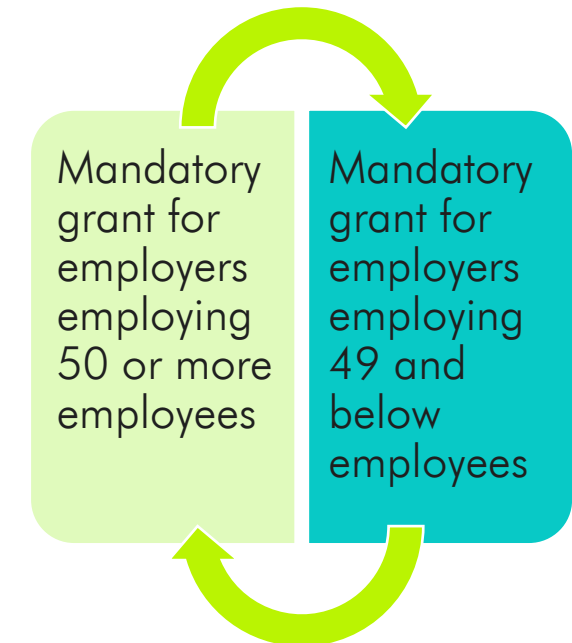 Mandatory
grant for
employers
employing
50 or more
employees
Mandatory
grant for
employers
employing
49 and
below
employees